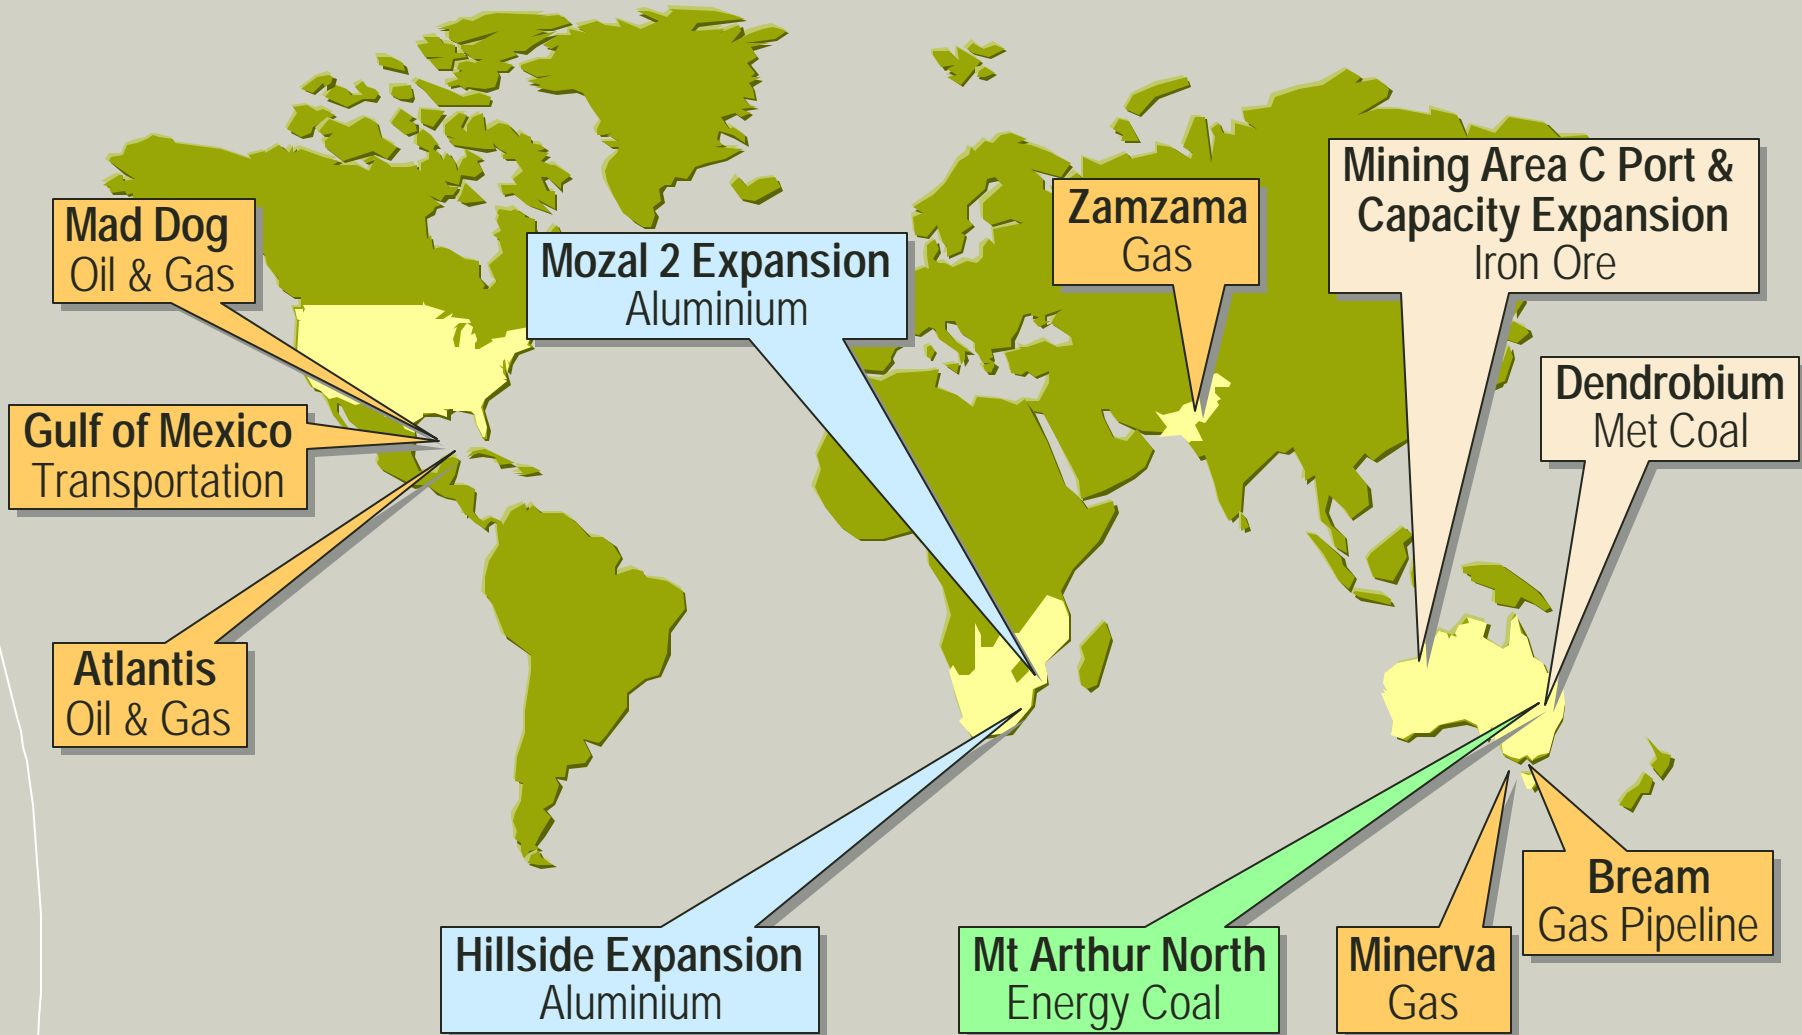 Mad Dog
Oil & Gas
Mozal 2 Expansion
Aluminium
Zamzama
Gas
Mining Area C Port &
Capacity Expansion
Iron Ore
Dendrobium
Met Coal
Gulf of Mexico
Transportation
Atlantis
Oil & Gas
Hillside Expansion
Aluminium
Mt Arthur North
Energy Coal
Minerva
Gas
Bream
Gas Pipeline